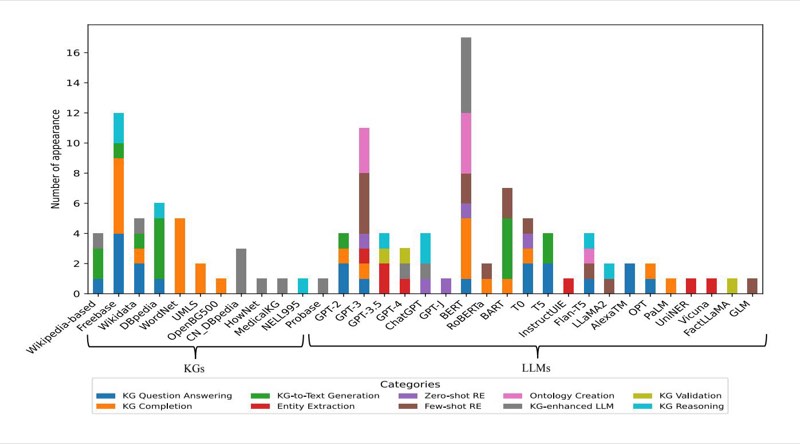 Number of appearance
16
14
12
10
8
6
4
2
0
Wikipedia-based
Freebase
Wikidata
DBpedia
WordNet
UMLS
OpenBG500
CN_DBpedia
HowNet
MedicalKG
NELL995
Probase
GPT-2
GPT-3
GPT-3.5
GPT-4
ChatGPT
GPT-J
BERT
RoBERTa
BART
T0
T5
InstructUIE
Flan-T5
LLaMA2
AlexaTM
OPT
PaLM
UniNER
Vicuna
FactLLaMA
GLM
KGs
LLMs
Categories
KG Question Answering
KG Completion
KG-to-Text Generation
Entity Extraction
Zero-shot RE
Few-shot RE
Ontology Creation
KG-enhanced LLM
KG Validation
KG Reasoning